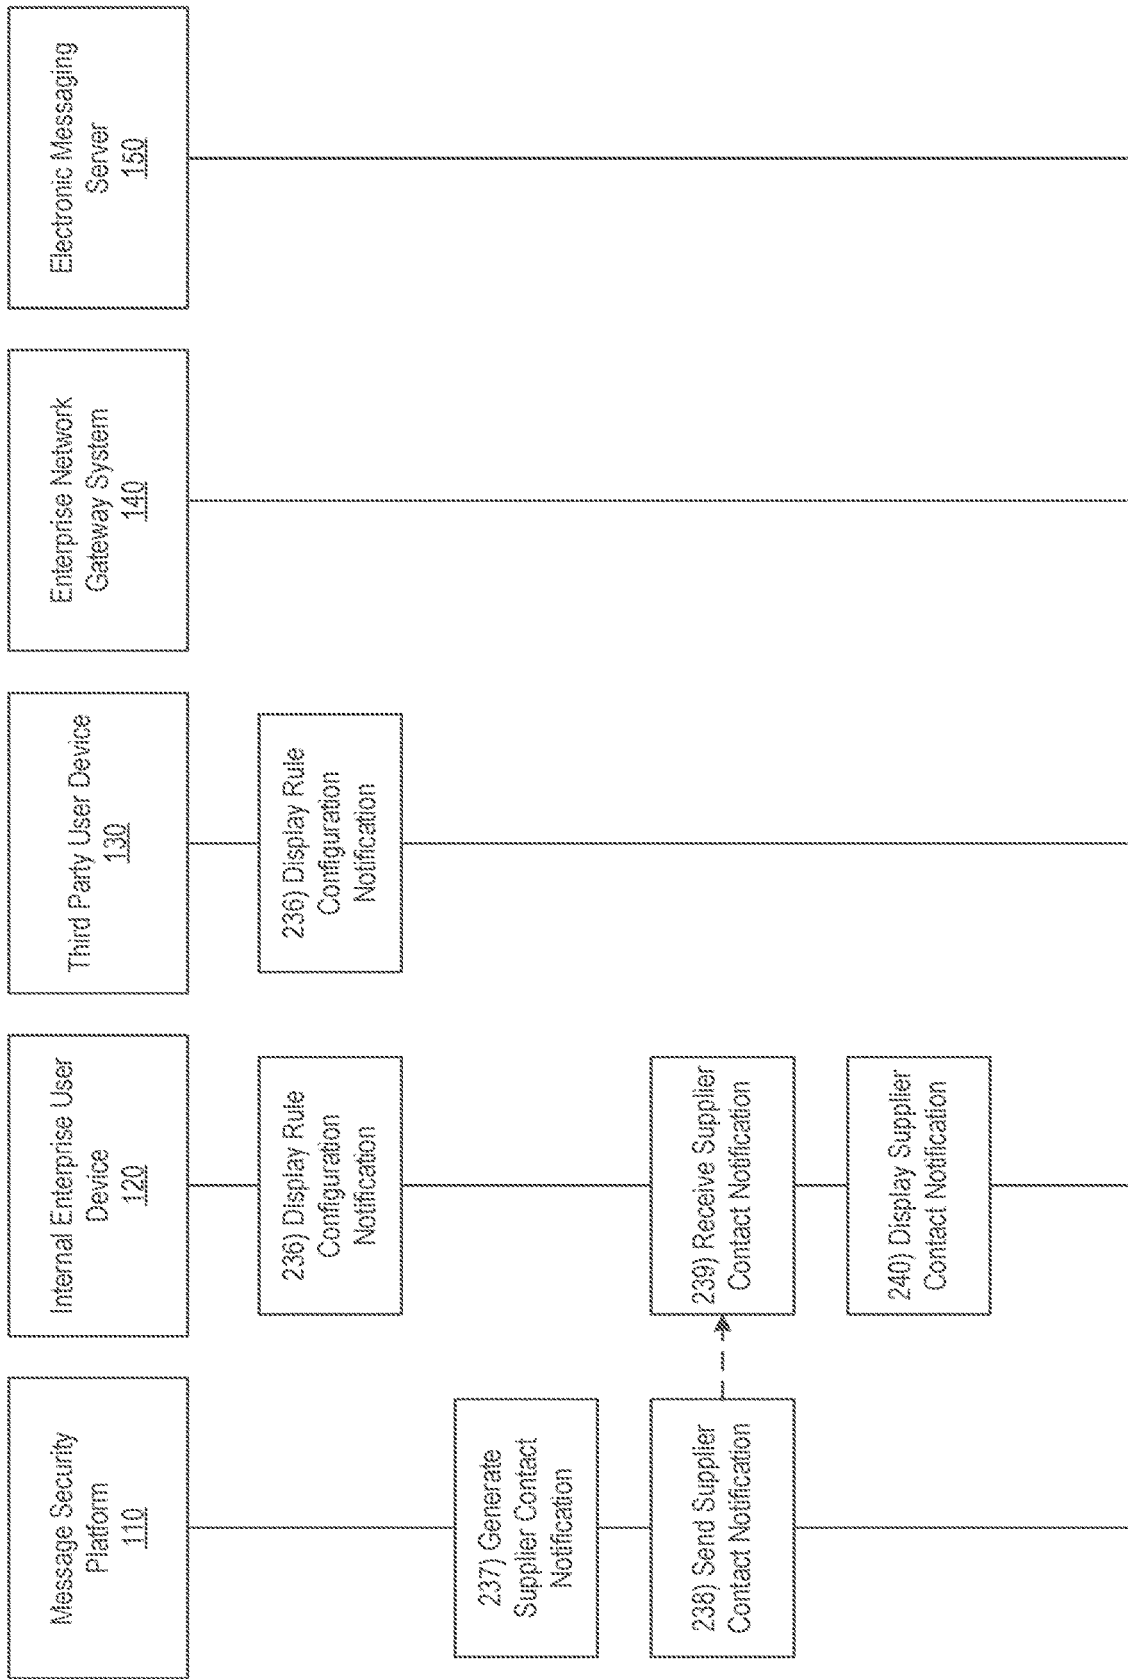 Message Security
Platform
110
Internal Enterprise User
Device
120
Third Party User Device
130
Enterprise Network
Gateway System
140
Electronic Messaging
Server
150
236) Display Rule
Configuration
Notification
236) Display Rule
Configuration
Notification
237) Generate
Supplier Contact
Notification
238) Send Supplier
Contact Notification
239) Receive Supplier
Contact Notification
240) Display Supplier
Contact Notification